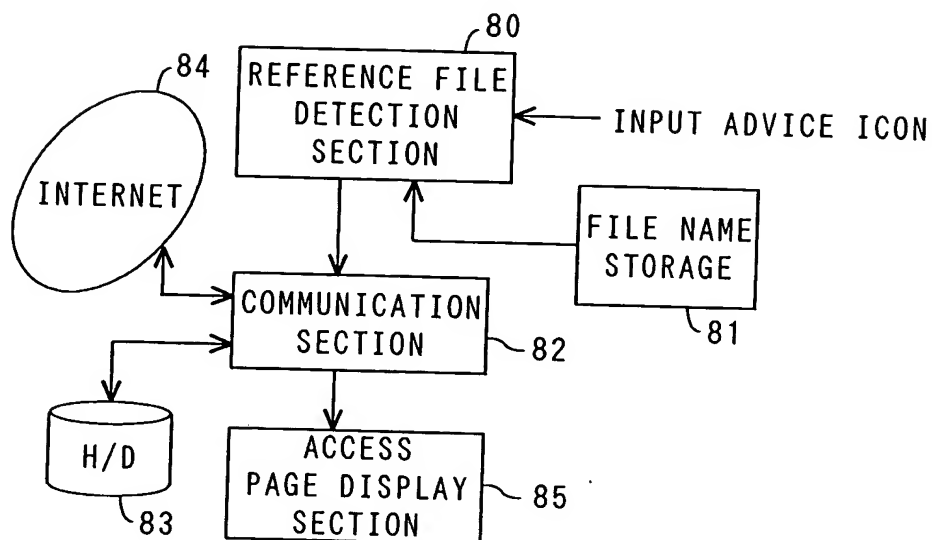 80
REFERENCE FILE
DETECTION
SECTION
INPUT ADVICE ICON
84
INTERNET
FILE NAME
STORAGE
81
COMMUNICATION
SECTION
82
H/D
83
ACCESS
PAGE DISPLAY
SECTION
85